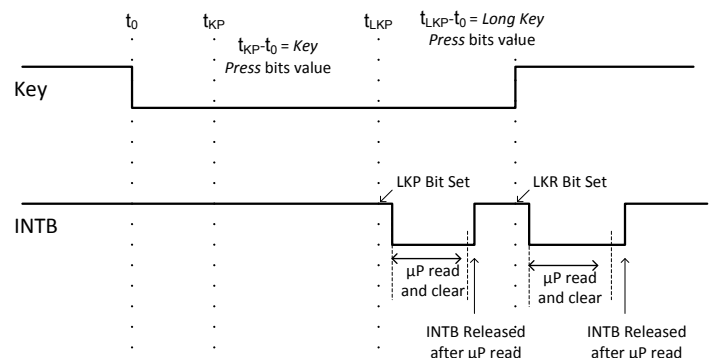 t0 tKP tLKP tLKP-t0 = Long Key
Press bits value
tKP-t0 = Key
Press bits value
Key
LKP Bit Set
LKR Bit Set
INTB
µP read
and clear
µP read
and clear
INTB Released
after µP read
INTB Released
after µP read